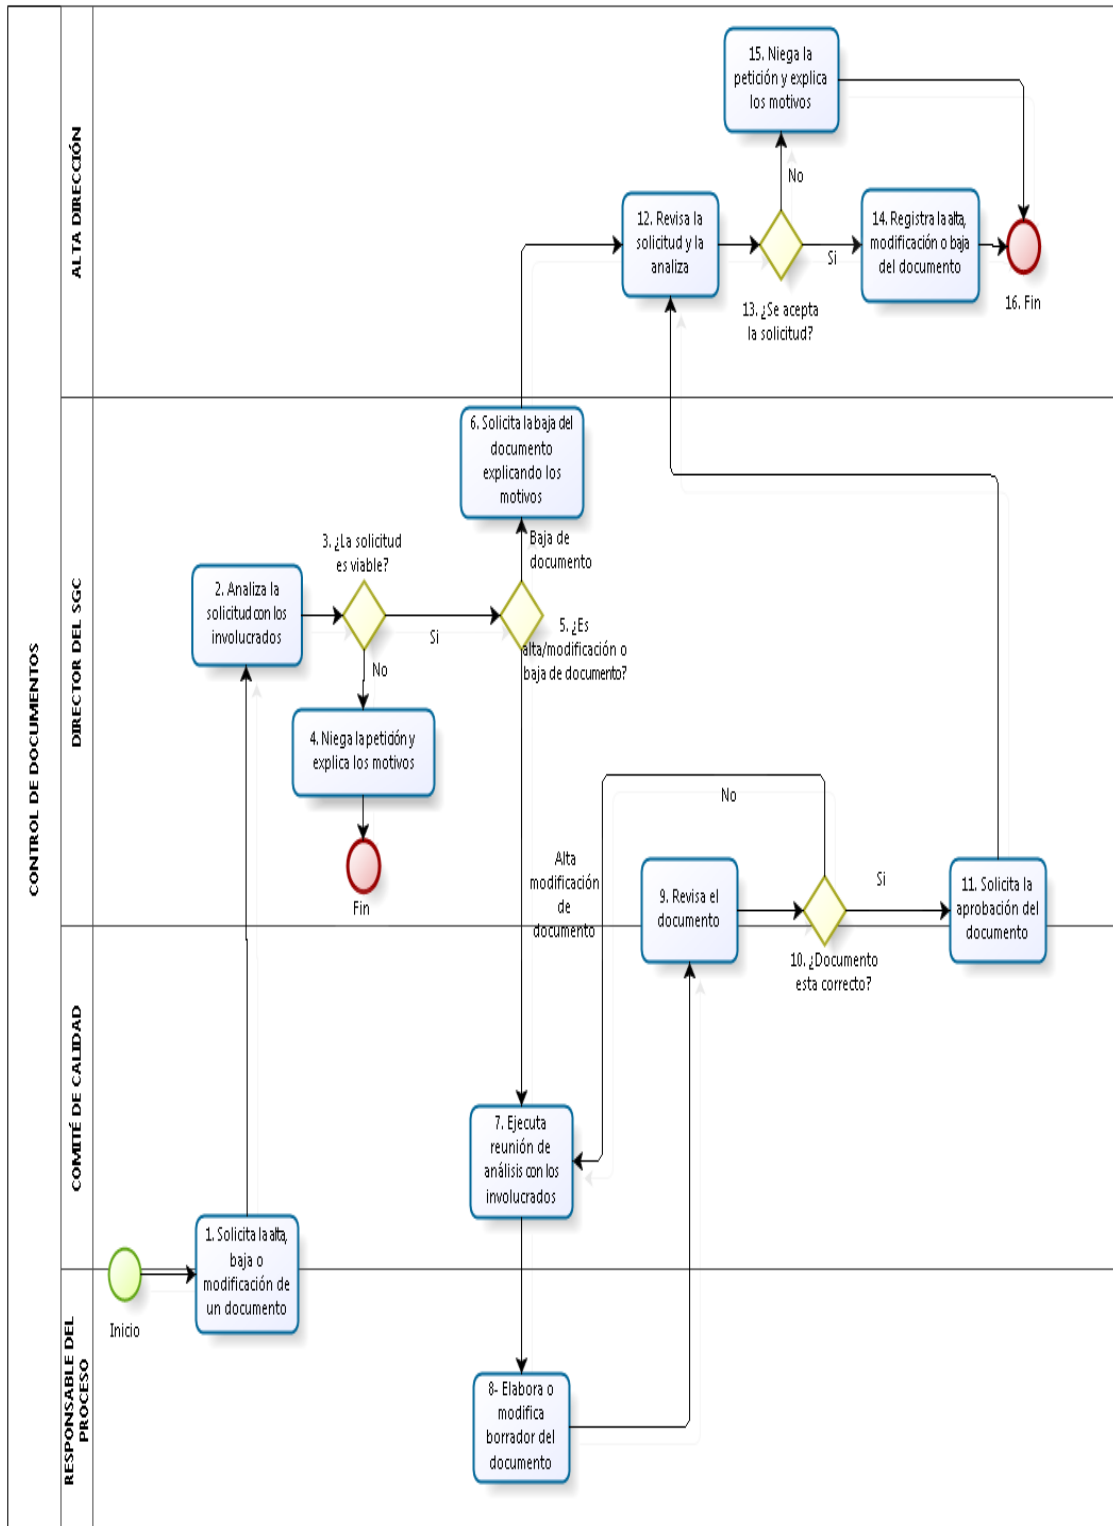 CONTROL DE DOCUMENTOS
ALTA DIRECCIÓN
15. Niega la
petición y explica
los motivos
No
12. Revisa la
solicitud y la
analiza
Si
14. Registra la alta,
modificación o baja
del documento
13. ¿Se acepta
la solicitud?
16. Fin
DIRECTOR DEL SGC
6. Solicita la baja del
documento
explicando los
motivos
Baja de
documento
3. ¿La solicitud
es viable?
2. Analiza la
solicitud con los
involucrados
Si
5. ¿Es
alta/modificación o
baja de documento?
No
4. Niega la petición y
explica los motivos
Fin
No
Alta
modificación
de
documento
9. Revisa el
documento
Si
11. Solicita la
aprobación del
documento
10. ¿Documento
esta correcto?
COMITÉ DE CALIDAD
7. Ejecuta
reunión de
análisis con los
involucrados
1. Solicita la alta,
baja o
modificación de
un documento
Inicio
RESPONSABLE DEL
PROCESO
8- Elabora o
modifica
borrador del
documento